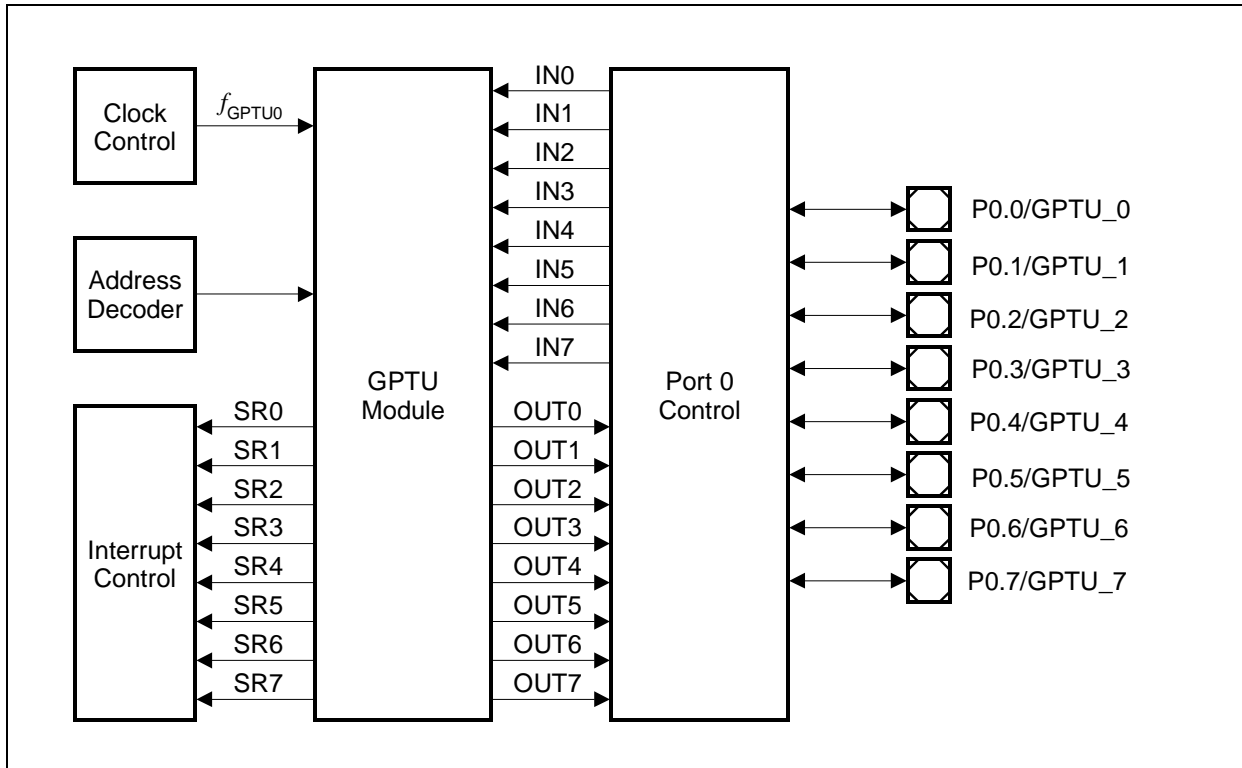 Clock
Control
fGPTU0
Address
Decoder
Interrupt
Control
SR0
SR1
SR2
SR3
SR4
SR5
SR6
SR7
GPTU
Module
IN0
IN1
IN2
IN3
IN4
IN5
IN6
IN7
OUT0
OUT1
OUT2
OUT3
OUT4
OUT5
OUT6
OUT7
Port 0
Control
P0.0/GPTU_0
P0.1/GPTU_1
P0.2/GPTU_2
P0.3/GPTU_3
P0.4/GPTU_4
P0.5/GPTU_5
P0.6/GPTU_6
P0.7/GPTU_7